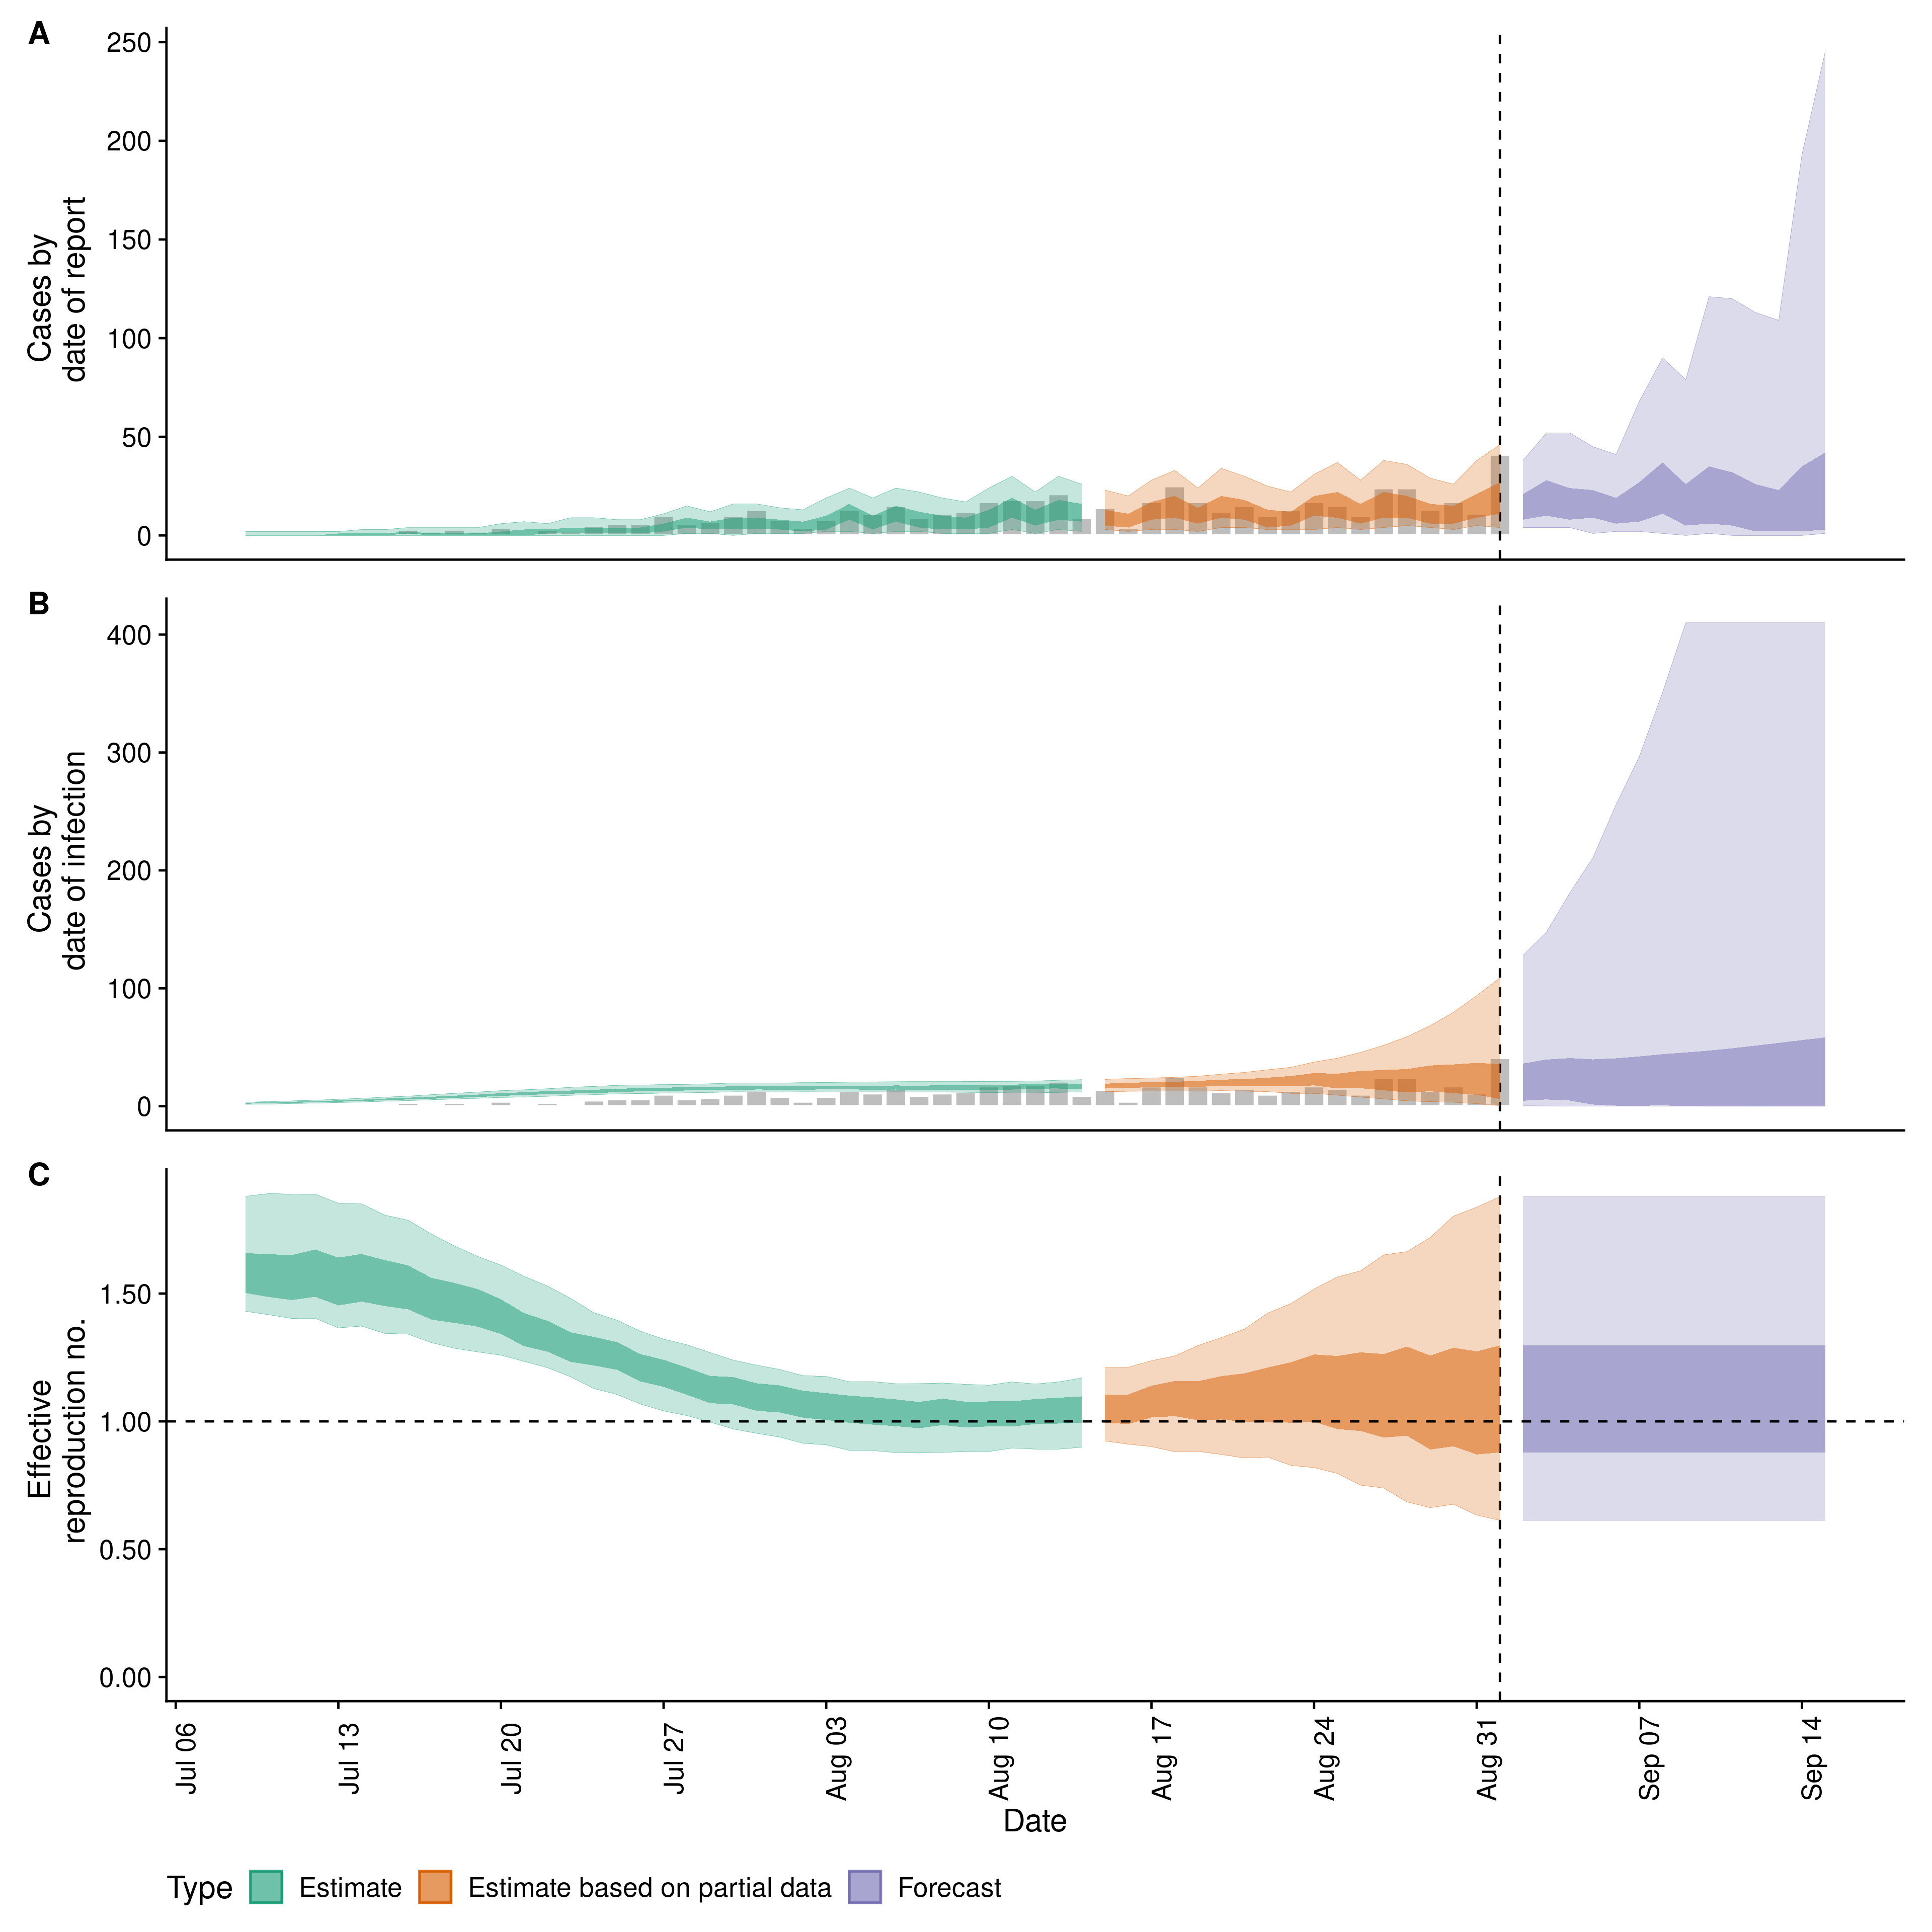 A
250
200
150
100
50
0
Cases by
date of report
B
400
300
200
100
0
Cases by
date of infection
C
1.50
1.00
0.50
0.00
Effective
reproduction no.
Jul 06
Jul 13
Jul 20
Jul 27
Aug 03
Aug 10
Aug 17
Aug 24
Aug 31
Sep 07
Sep 14
Date
Type Estimate Estimate based on partial data Forecast